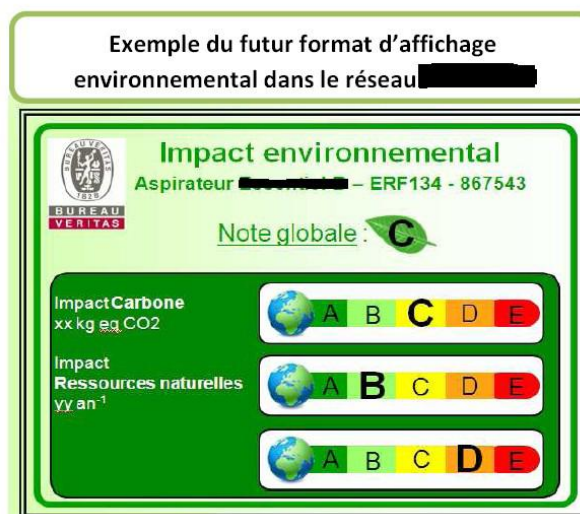 Exemple du futur format d'affichage
environnemental dans le réseau
Impact environnemental
Aspirateur – ERF134 - 867543
BUREAU VERITAS
1828
BUREAU
VERITAS
Note globale : C
Impact Carbone
xx kg eq CO2
A B C D E
Impact
Ressources naturelles
yy an-1
A B C D E
A B C D E